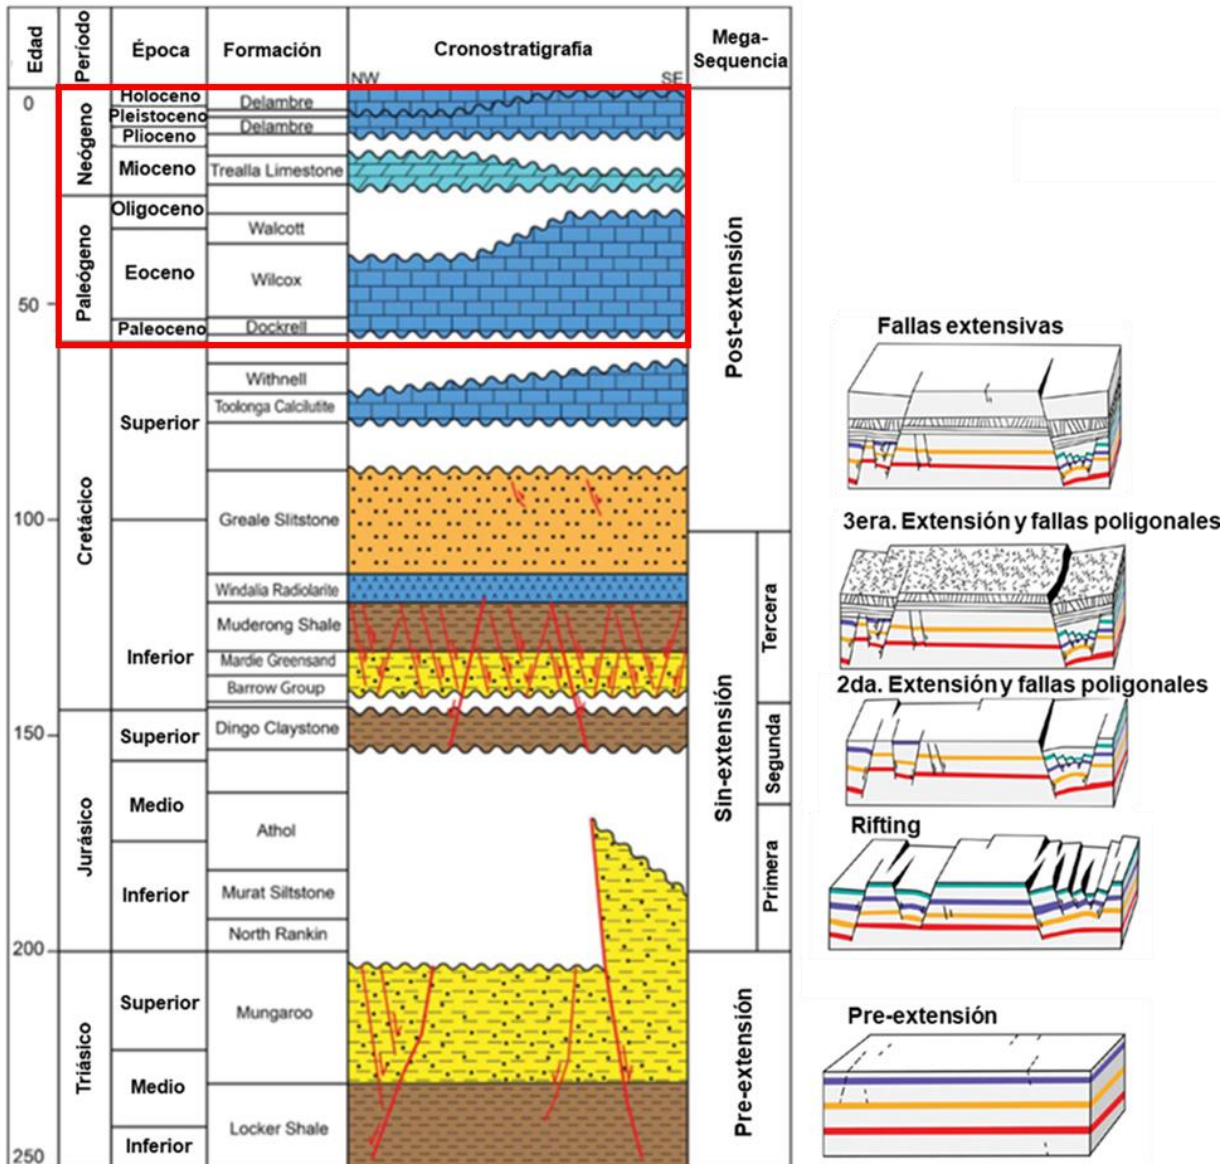 Edad
Período
Época
Formación
Cronostratigrafía
Mega-
Sequencia
NW
SE
0
50
100
150
200
250
Neógeno
Paleógeno
Cretácico
Jurásico
Triásico
Holoceno
Pleistoceno
Plioceno
Mioceno
Oligoceno
Eoceno
Paleoceno
Superior
Inferior
Superior
Medio
Inferior
Superior
Medio
Inferior
Delambre
Delambre
Trealla Limestone
Walcott
Wilcox
Dockrell
Withnell
Toolonga Calcilutite
Greale Slitstone
Windalia Radiolarite
Muderong Shale
Mardie Greensand
Barrow Group
Dingo Claystone
Athol
Murat Siltstone
North Rankin
Mungaroo
Locker Shale
Post-extensión
Sin-extensión
Pre-extensión
Tercera
Segunda
Primera
Fallas extensivas
3era. Extensión y fallas poligonales
2da. Extensión y fallas poligonales
Rifting
Pre-extensión